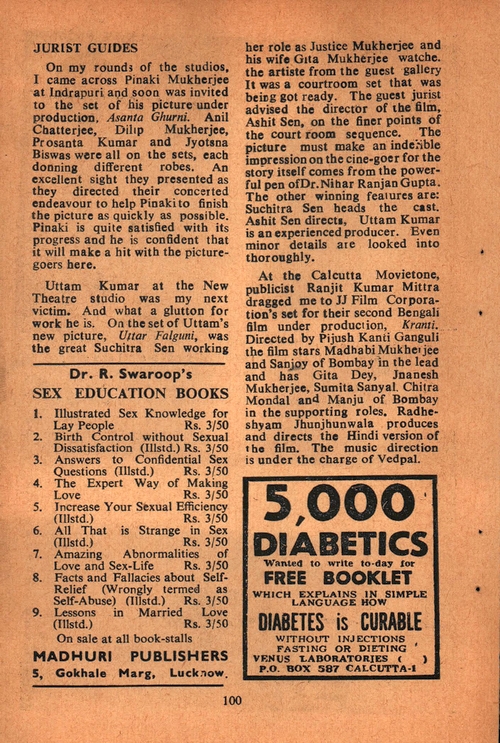 JURIST GUIDES
On my rounds of the studios,
I came across Pinaki Mukherjee
at Indrapuri and soon was invited
to the set of his picture under
production, Asanta Ghurni. Anil
Chatterjee, Dilip Mukherjee,
Prosanta Kumar and Jyotsna
Biswas were all on the sets, each
donning different robes. An
excellent sight they presented as
they directed their concerted
endeavour to help Pinaki to finish
the picture as quickly as possible.
Pinaki is quite satisfied with its
progress and he is confident that
it will make a hit with the picture-
goers here.
Uttam Kumar at the New
Theatre studio was my next
victim. And what a glutton for
work he is. On the set of Uttam's
new picture, Uttar Falguni, was
the great Suchitra Sen working
Dr. R. Swaroop's
SEX EDUCATION BOOKS
1. Illustrated Sex Knowledge for
Lay People Rs. 3/50
2. Birth Control without Sexual
Dissatisfaction (Illstd.) Rs. 3/50
3. Answers to Confidential Sex
Questions (Illstd.) Rs. 3/50
4. The Expert Way of Making
Love Rs. 3/50
5. Increase Your Sexual Efficiency
(Illstd.) Rs. 3/50
6. All That is Strange in Sex
(Illstd.) Rs. 3/50
7. Amazing Abnormalities of
Love and Sex-Life Rs. 3/50
8. Facts and Fallacies about Self-
Relief (Wrongly termed as
Self-Abuse) (Illstd.) Rs. 3/50
9. Lessons in Married Love
(Illstd.) Rs. 3/50
On sale at all book-stalls
MADHURI PUBLISHERS
5, Gokhale Marg, Lucknow.
her role as Justice Mukherjee and
his wife Gita Mukherjee watche.
the artiste from the guest gallery
It was a courtroom set that was
being got ready. The guest jurist
advised the director of the film,
Ashit Sen, on the finer points of
the court room sequence. The
picture must make an indelible
impression on the cine-goer for the
story itself comes from the power-
ful pen of Dr. Nihar Ranjan Gupta.
The other winning features are:
Suchitra Sen heads the cast.
Ashit Sen directs, Uttam Kumar
is an experienced producer. Even
minor details are looked into
thoroughly.
At the Calcutta Movietone,
publicist Ranjit Kumar Mittra
dragged me to JJ Film Corpora-
tion's set for their second Bengali
film under production, Kranti.
Directed by Pijush Kanti Ganguli
the film stars Madhabi Mukherjee
and Sanjoy of Bombay in the lead
and has Gita Dey, Jnanesh
Mukherjee, Sumita Sanyal, Chitra
Mondal and Manju of Bombay
in the supporting roles. Radhe-
shyam Jhunjhunwala produces
and directs the Hindi version of
the film. The music direction
is under the charge of Vedpal.
5,000
DIABETICS
Wanted to write to-day for
FREE BOOKLET
WHICH EXPLAINS IN SIMPLE
LANGUAGE HOW
DIABETES is CURABLE
WITHOUT INJECTIONS
FASTING OR DIETING
VENUS LABORATORIES ( )
P.O. BOX 587 CALCUTTA-1
100